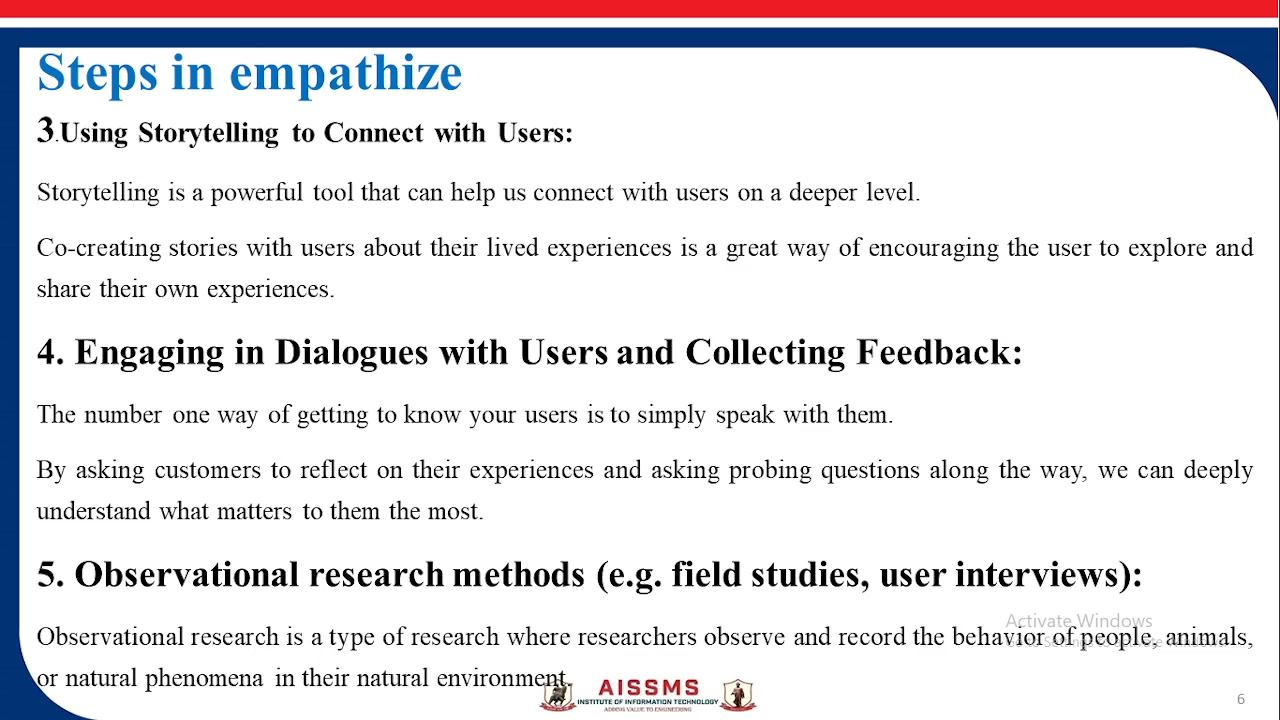 Steps in empathize
3.Using Storytelling to Connect with Users:
Storytelling is a powerful tool that can help us connect with users on a deeper level.
Co-creating stories with users about their lived experiences is a great way of encouraging the user to explore and
share their own experiences.
4. Engaging in Dialogues with Users and Collecting Feedback:
The number one way of getting to know your users is to simply speak with them.
By asking customers to reflect on their experiences and asking probing questions along the way, we can deeply
understand what matters to them the most.
5. Observational research methods (e.g. field studies, user interviews):
Activate Windows
Observational research is a type of research where researchers observe and record the behavior of people, animals,
or natural phenomena in their natural environment.
AISSMS
INSTITUTE OF INFORMATION TECHNOLOGY
ADDING VALUE TO ENGINEERING
6